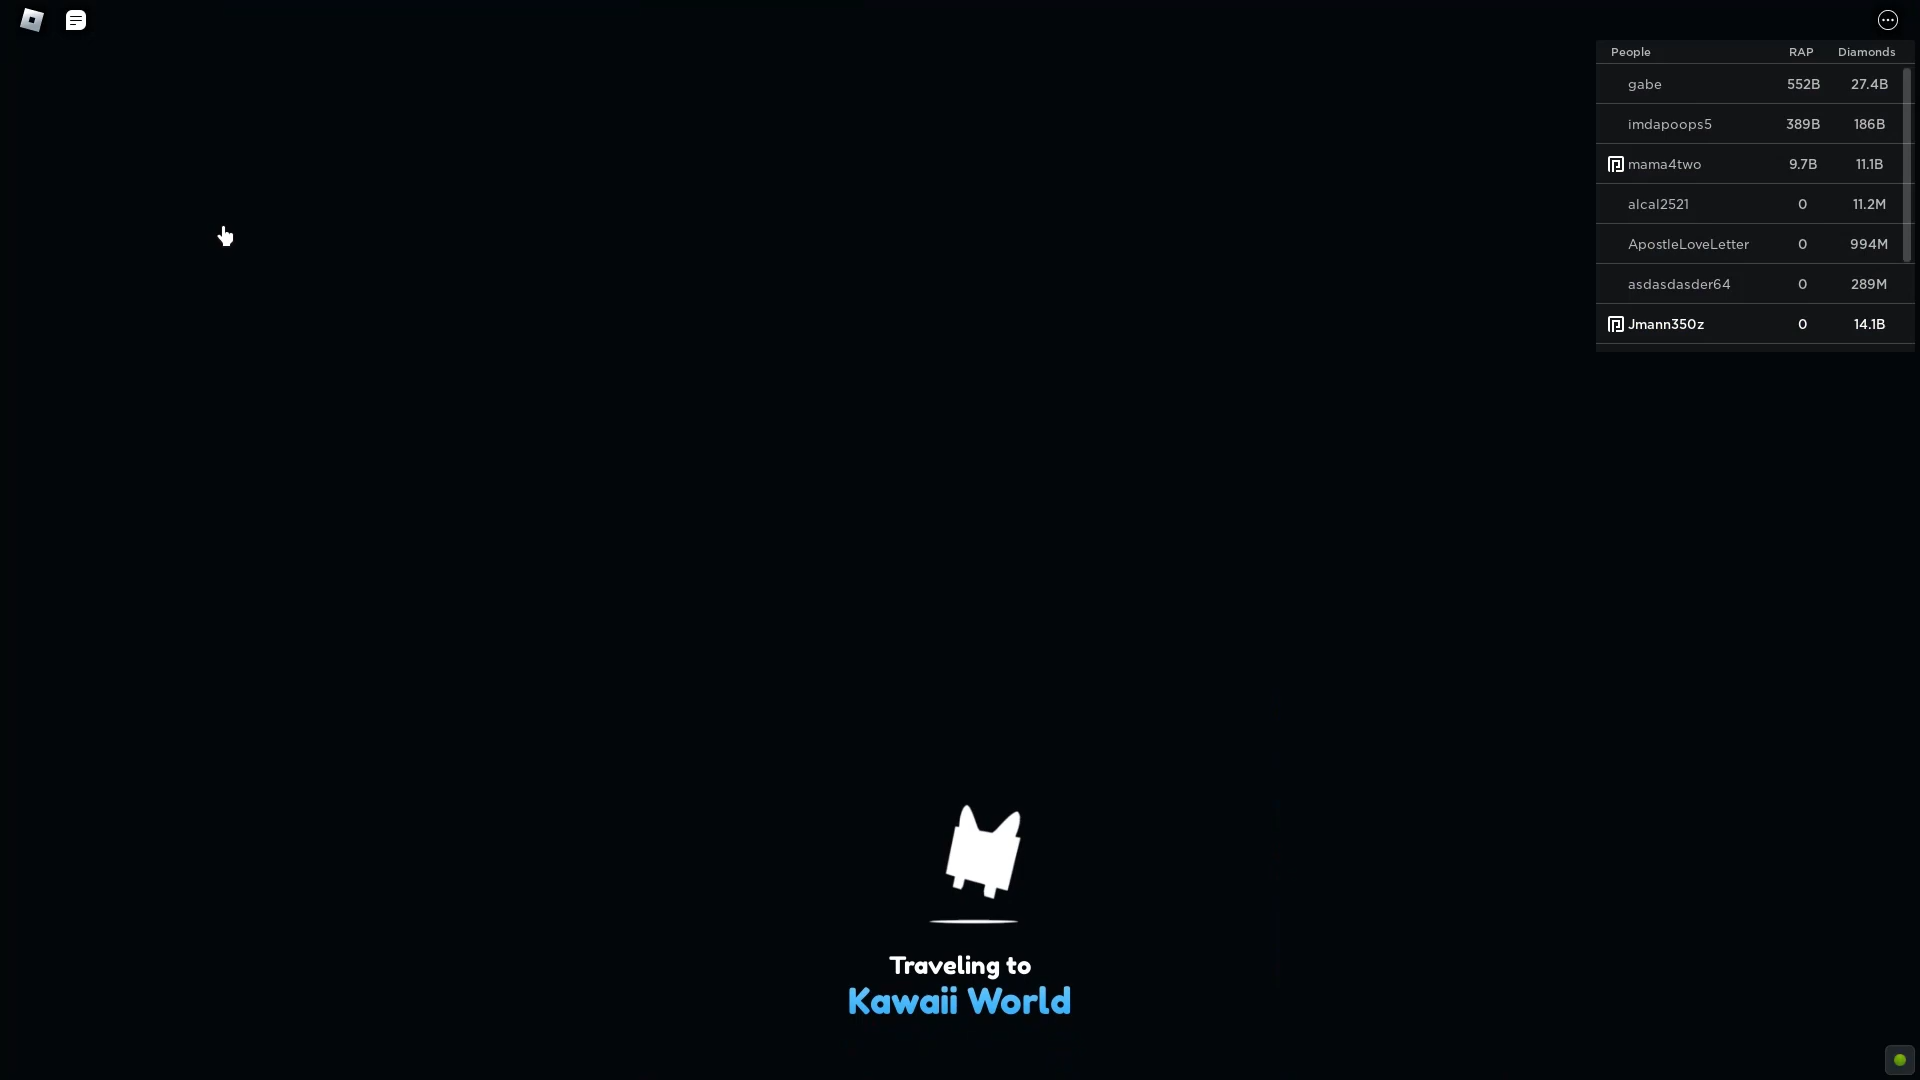 People RAP Diamonds
gabe 552B 27.4B
imdapoops5 389B 186B
mama4two 9.7B 11.1B
alcal2521 0 11.2M
ApostleLoveLetter 0 994M
asdasdasder64 0 289M
Jmann350z 0 14.1B
Traveling to
Kawaii World